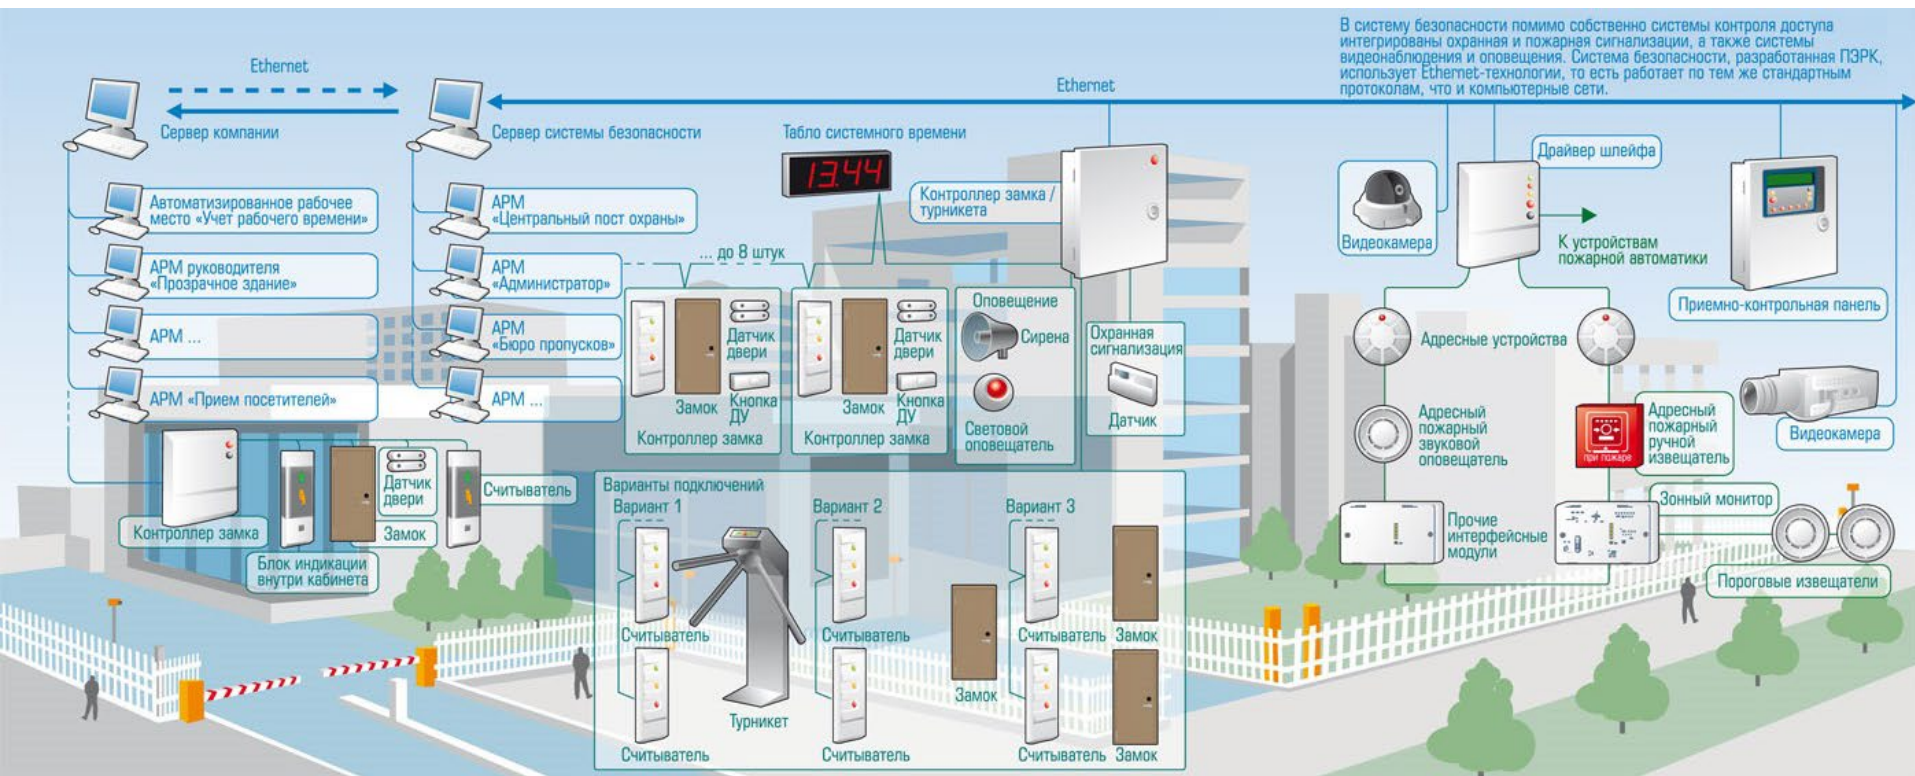 В систему безопасности помимо собственно системы контроля доступа
интегрированы охранная и пожарная сигнализации, а также системы
видеонаблюдения и оповещения. Система безопасности, разработанная ПЭРК,
использует Ethernet-технологии, то есть работает по тем же стандартным
протоколам, что и компьютерные сети.
Ethernet
Ethernet
Сервер компании
Сервер системы безопасности
Табло системного времени
13.44
Автоматизированное рабочее
место «Учет рабочего времени»
АРМ руководителя
«Прозрачное здание»
АРМ ...
АРМ «Прием посетителей»
АРМ
«Центральный пост охраны»
АРМ
«Администратор»
АРМ
«Бюро пропусков»
АРМ ...
Контроллер замка /
турникета
Видеокамера
Драйвер шлейфа
К устройствам
пожарной автоматики
Приемно-контрольная панель
... до 8 штук
Датчик
двери
Замок
Кнопка
ДУ
Контроллер замка
Датчик
двери
Замок
Кнопка
ДУ
Контроллер замка
Оповещение
Сирена
Световой
оповещатель
Охранная
сигнализация
Датчик
Адресные устройства
Адресный
пожарный
звуковой
оповещатель
при пожаре
Адресный
пожарный
ручной
извещатель
Видеокамера
Контроллер замка
Блок индикации
внутри кабинета
Датчик
двери
Замок
Считыватель
Варианты подключений
Вариант 1
Считыватель
Считыватель
Турникет
Вариант 2
Считыватель
Считыватель
Замок
Вариант 3
Считыватель
Замок
Считыватель
Замок
Прочие
интерфейсные
модули
Зонный монитор
Пороговые извещатели